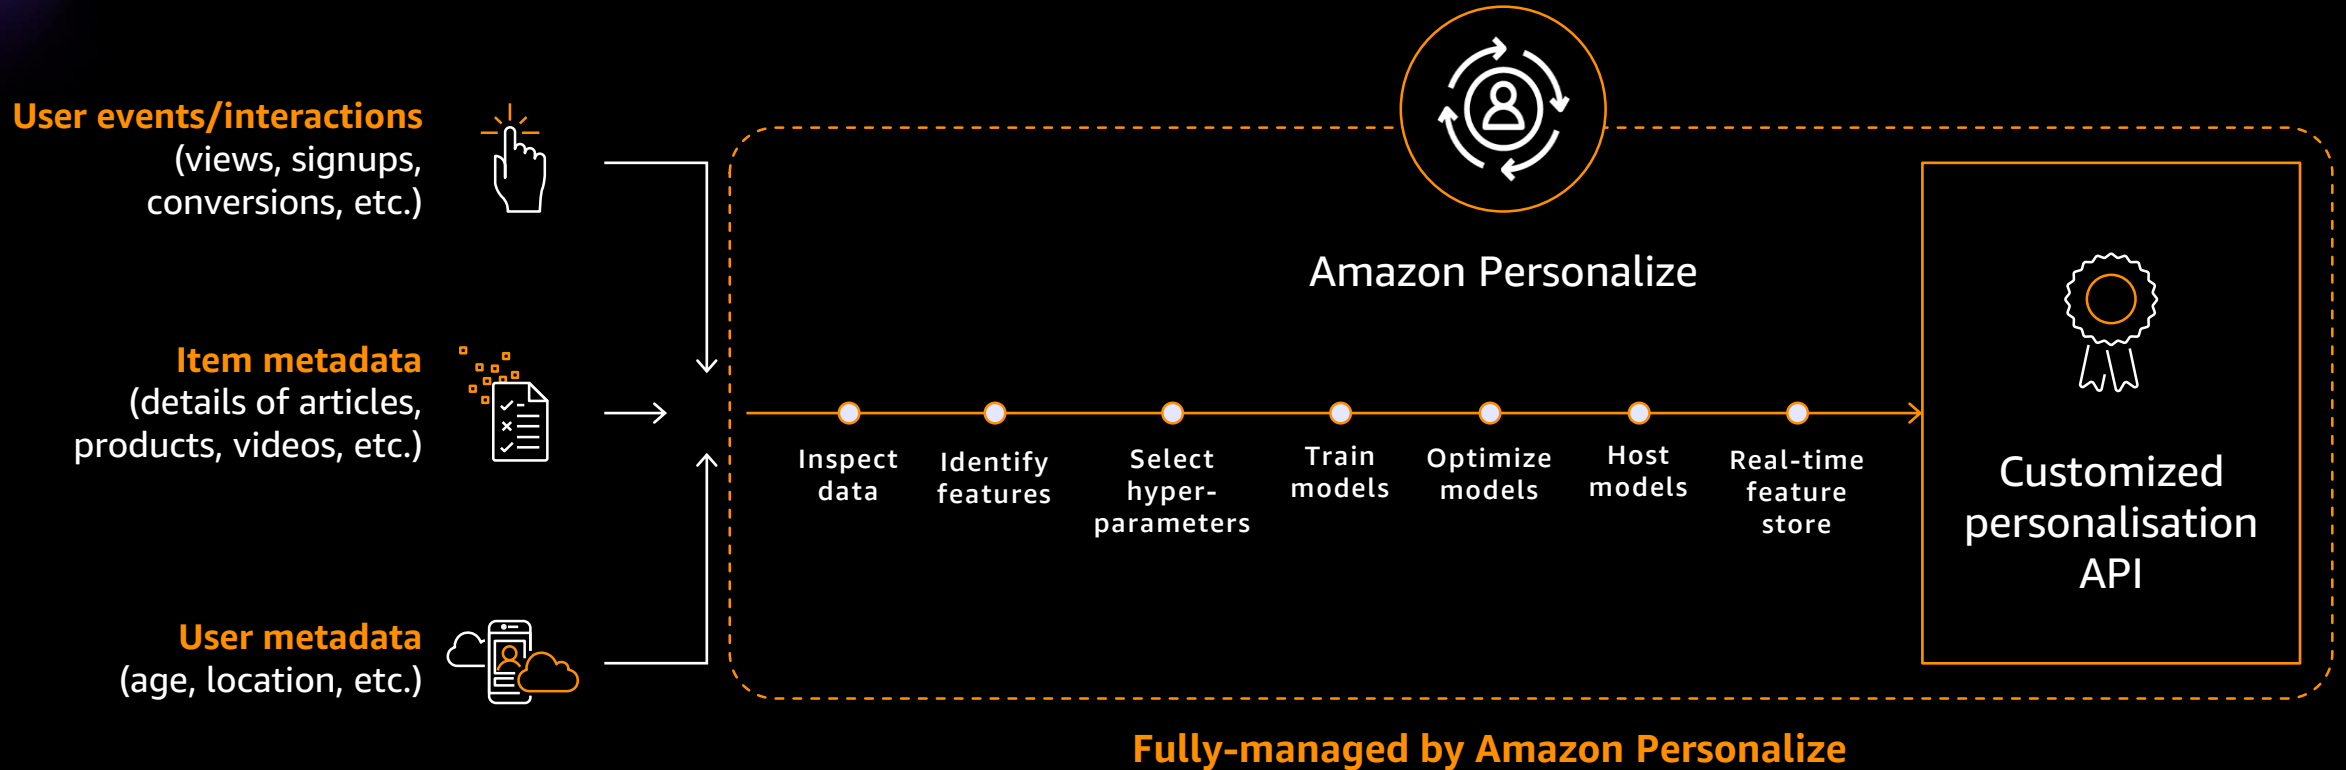 User events/interactions
(views, signups,
conversions, etc.)
Item metadata
(details of articles,
products, videos, etc.)
User metadata
(age, location, etc.)
Amazon Personalize
Inspect
data
Identify
features
Select
hyper-
parameters
Train
models
Optimize
models
Host
models
Real-time
feature
store
Customized
personalisation
API
Fully-managed by Amazon Personalize